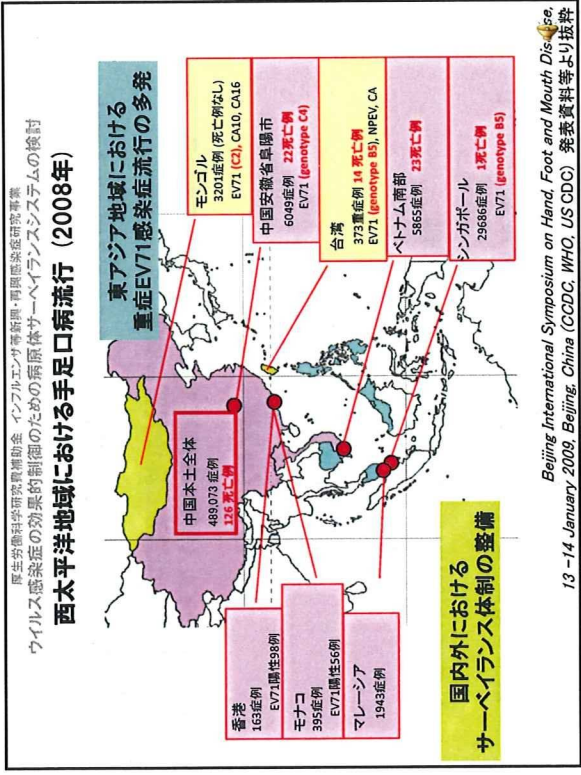 厚生労働科学研究費補助金 インフルエンザ等新興・再興感染症研究事業
ウイルス感染症の効果的制御のための病原体サーベイランスシステムの検討
西太平洋地域における手足口病流行（2008年）
東アジア地域における
重症EV71感染症流行の多発
モンゴル
3201症例 (死亡例なし)
EV71 (C2), CA10, CA16
中国安徽省阜陽市
6049症例 22死亡例
EV71 (genotype C4)
台湾
373重症例 14 死亡例
EV71 (genotype B5), NPEV, CA
ベトナム南部
5865症例 23死亡例
シンガポール
29686症例 1死亡例
EV71 (genotype B5)
中国本土全体
489,073 症例
126 死亡例
香港
163症例
EV71陽性98例
モナコ
395症例
EV71陽性56例
マレーシア
1943症例
国内外における
サーベイランス体制の整備
Beijing International Symposium on Hand, Foot and Mouth Disease,
13 -14 January 2009, Beijing, China (CCDC, WHO, US CDC) 発表資料等より抜粋